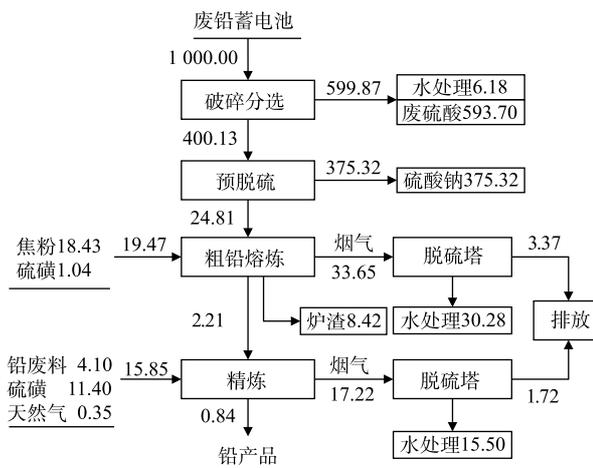 废铅蓄电池
1 000.00
破碎分选
599.87
水处理6.18
废硫酸593.70
400.13
预脱硫
375.32
硫酸钠375.32
24.81
焦粉18.43
硫磺1.04
19.47
粗铅熔炼
烟气
33.65
脱硫塔
3.37
2.21
炉渣8.42
水处理30.28
排放
铅废料 4.10
硫磺 11.40
天然气 0.35
15.85
精炼
烟气
17.22
脱硫塔
1.72
0.84
铅产品
水处理15.50